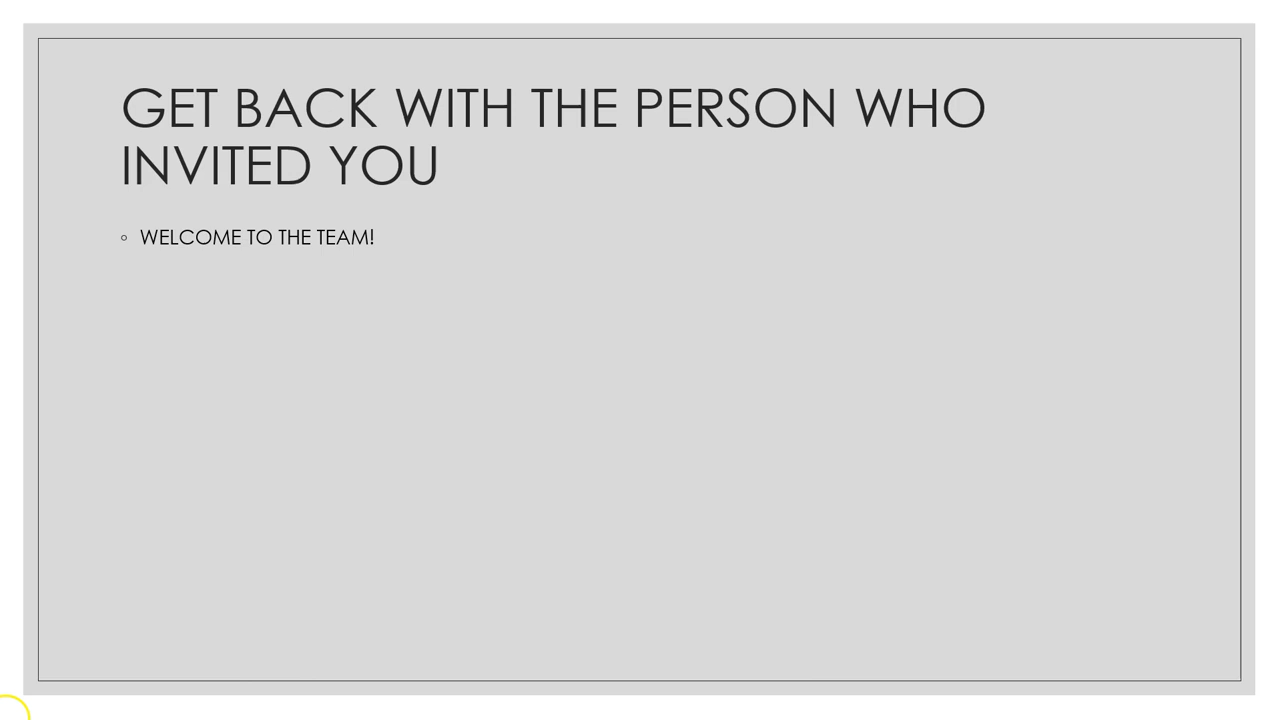 GET BACK WITH THE PERSON WHO
INVITED YOU
◦ WELCOME TO THE TEAM!